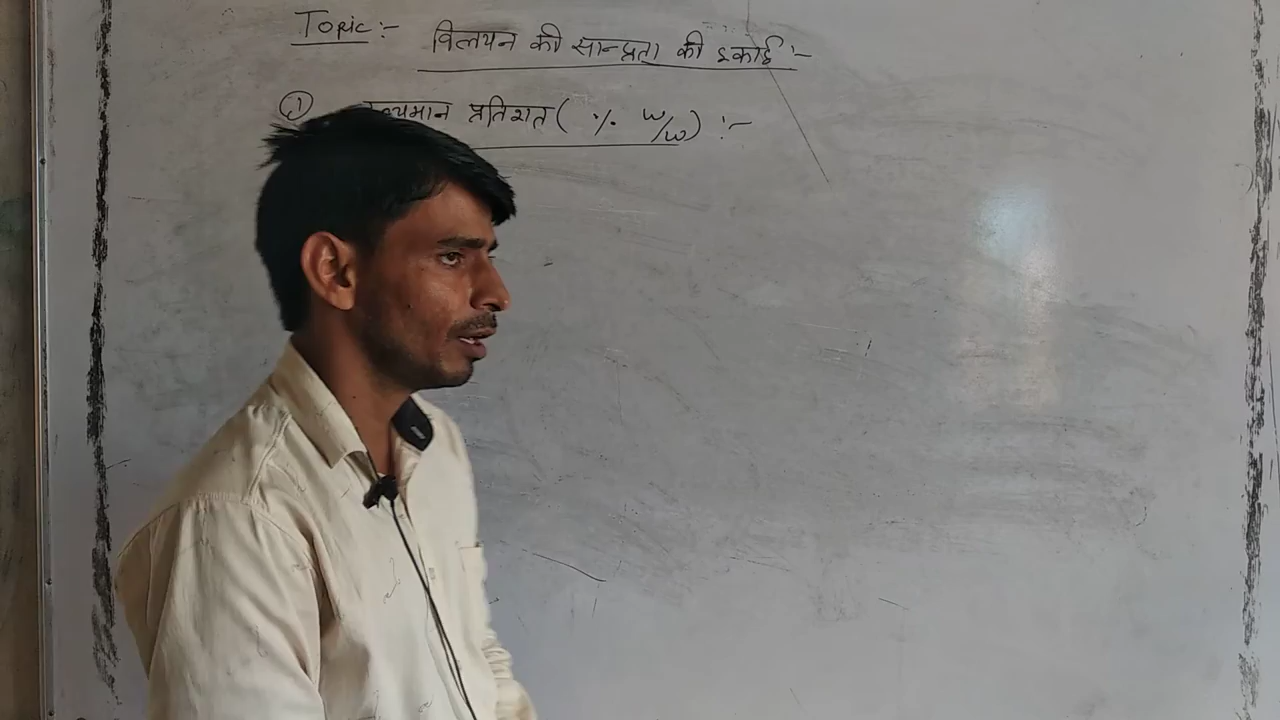 Topic:- विलयन की सान्द्रता की इकाई :-
① प्रतिशत ( % w/w) :-